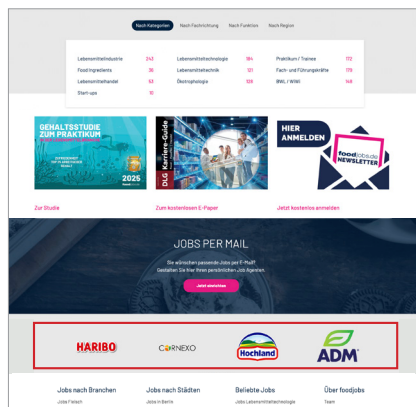 Nach Kategorien Nach Fachrichtung Nach Funktion Nach Region
Lebensmittelindustrie 243 Lebensmitteltechnologie 184 Praktikum / Trainee 172
Food Ingredients 36 Lebensmitteltechnik 121 Fach- und Führungskräfte 179
Lebensmittelhandel 53 Ökotrophologie 109 BWL / WiWi 149
Start-ups 10
GEHALTSSTUDIE
ZUM PRAKTIKUM
2025
DLG Karriere-Guide
HIER
ANMELDEN
foodjobs.de
NEWSLETTER
Zur Studie Zum kostenlosen E-Paper Jetzt kostenlos anmelden
JOBS PER MAIL
Sie wünschen passende Jobs per E-Mail?
Gestalten Sie hier Ihren persönlichen Job Agenten.
Jetzt einrichten
HARIBO CORNEXO Hochland ADM
Jobs nach Branchen Jobs nach Städten Beliebte Jobs Über foodjobs
Jobs Fleisch Jobs in Berlin Jobs Lebensmitteltechnologie Team